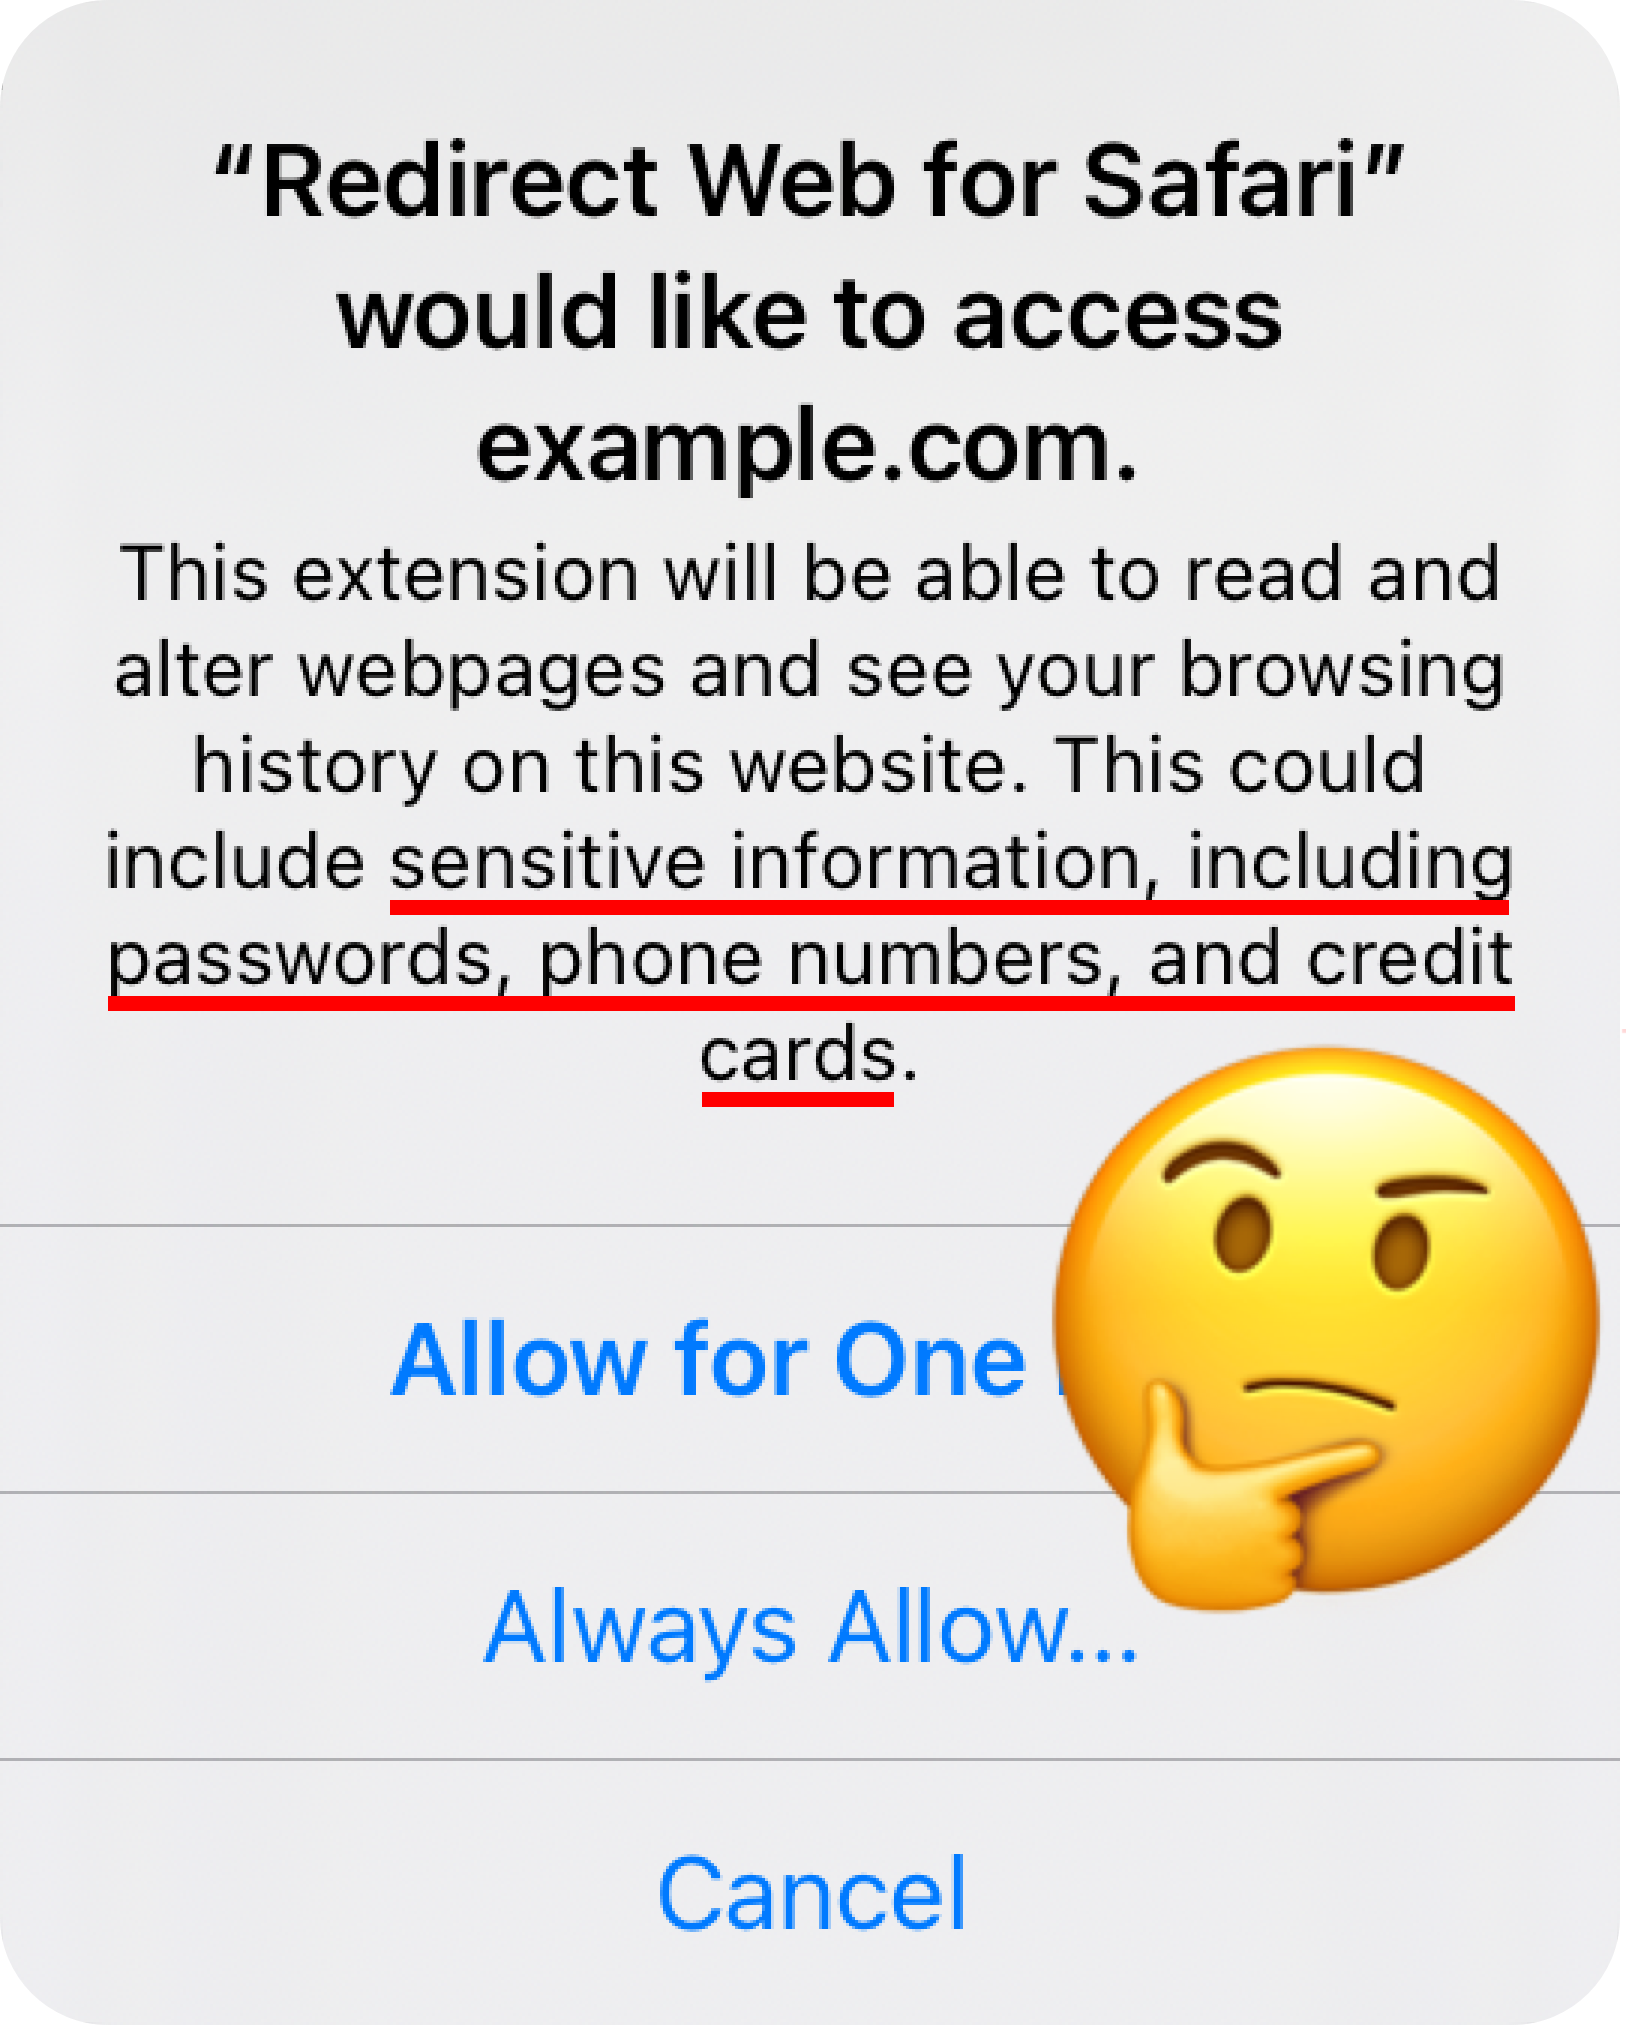 “Redirect Web for Safari”
would like to access
example.com.
This extension will be able to read and
alter webpages and see your browsing
history on this website. This could
include sensitive information, including
passwords, phone numbers, and credit
cards.
Allow for One
Always Allow...
Cancel